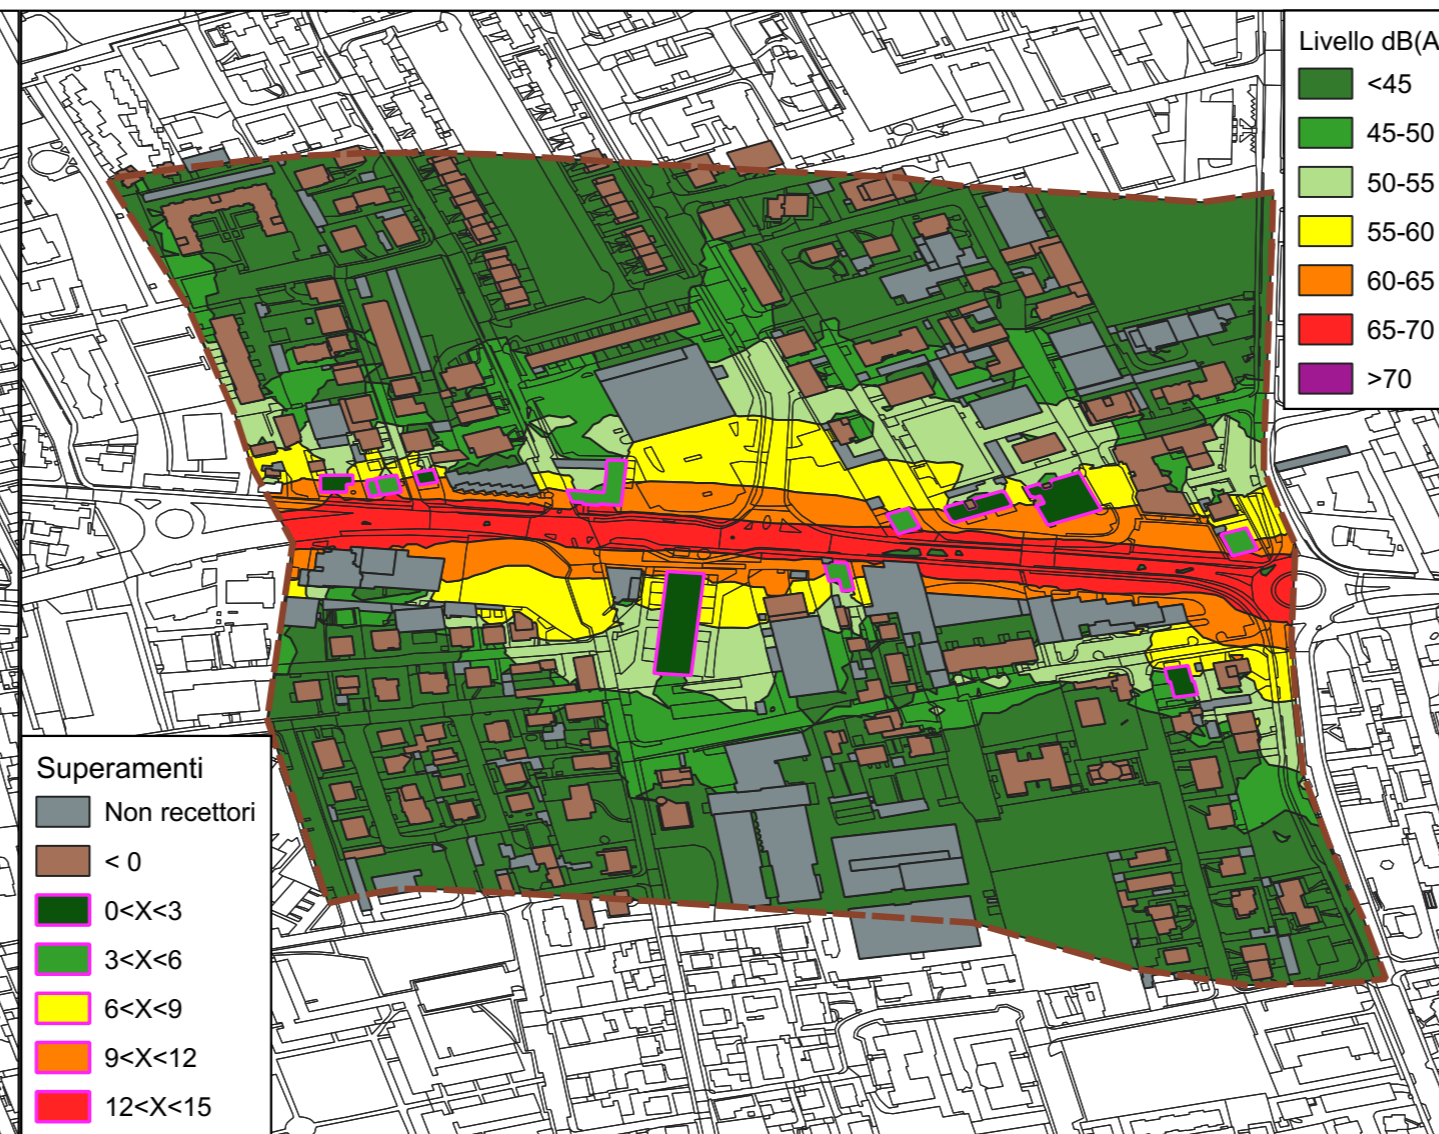 Livello dB(A
<45
45-50
50-55
55-60
60-65
65-70
>70
Superamenti
Non recettori
< 0
0<X<3
3<X<6
6<X<9
9<X<12
12<X<15